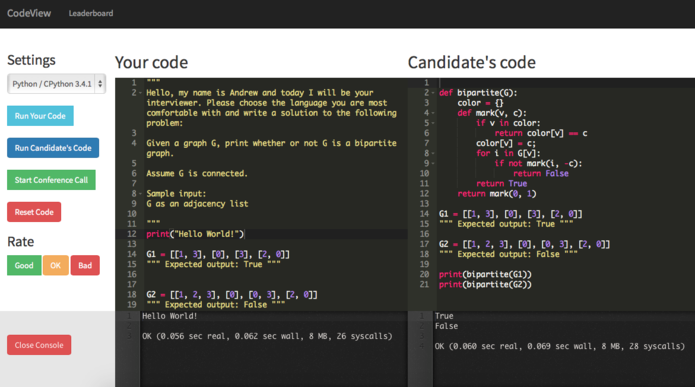 CodeView Leaderboard
Settings
Python / CPython 3.4.1
Run Your Code
Run Candidate's Code
Start Conference Call
Reset Code
Rate
Good OK Bad
Close Console
Your code
1 """
2 Hello, my name is Andrew and today I will be your
interviewer. Please choose the language you are most
comfortable with and write a solution to the following
problem:
3
4 Given a graph G, print whether or not G is a bipartite
graph.
5
6 Assume G is connected.
7
8 Sample input:
9 G as an adjacency list
10
11 """
12 print("Hello World!")
13
14 G1 = [[1, 3], [0], [3], [2, 0]]
15 """ Expected output: True """
16
17
18 G2 = [[1, 2, 3], [0], [0, 3], [2, 0]]
19 """ Expected output: False """
Hello World!
OK (0.056 sec real, 0.062 sec wall, 8 MB, 26 syscalls)
Candidate's code
1
2 def bipartite(G):
3 color = {}
4 def mark(v, c):
5 if v in color:
6 return color[v] == c
7 color[v] = c;
8 for i in G[v]:
9 if not mark(i, -c):
10 return False
11 return True
12 return mark(0, 1)
13
14 G1 = [[1, 3], [0], [3], [2, 0]]
15 """ Expected output: True """
16
17 G2 = [[1, 2, 3], [0], [0, 3], [2, 0]]
18 """ Expected output: False """
19
20 print(bipartite(G1))
21 print(bipartite(G2))
True
False
OK (0.060 sec real, 0.069 sec wall, 8 MB, 28 syscalls)